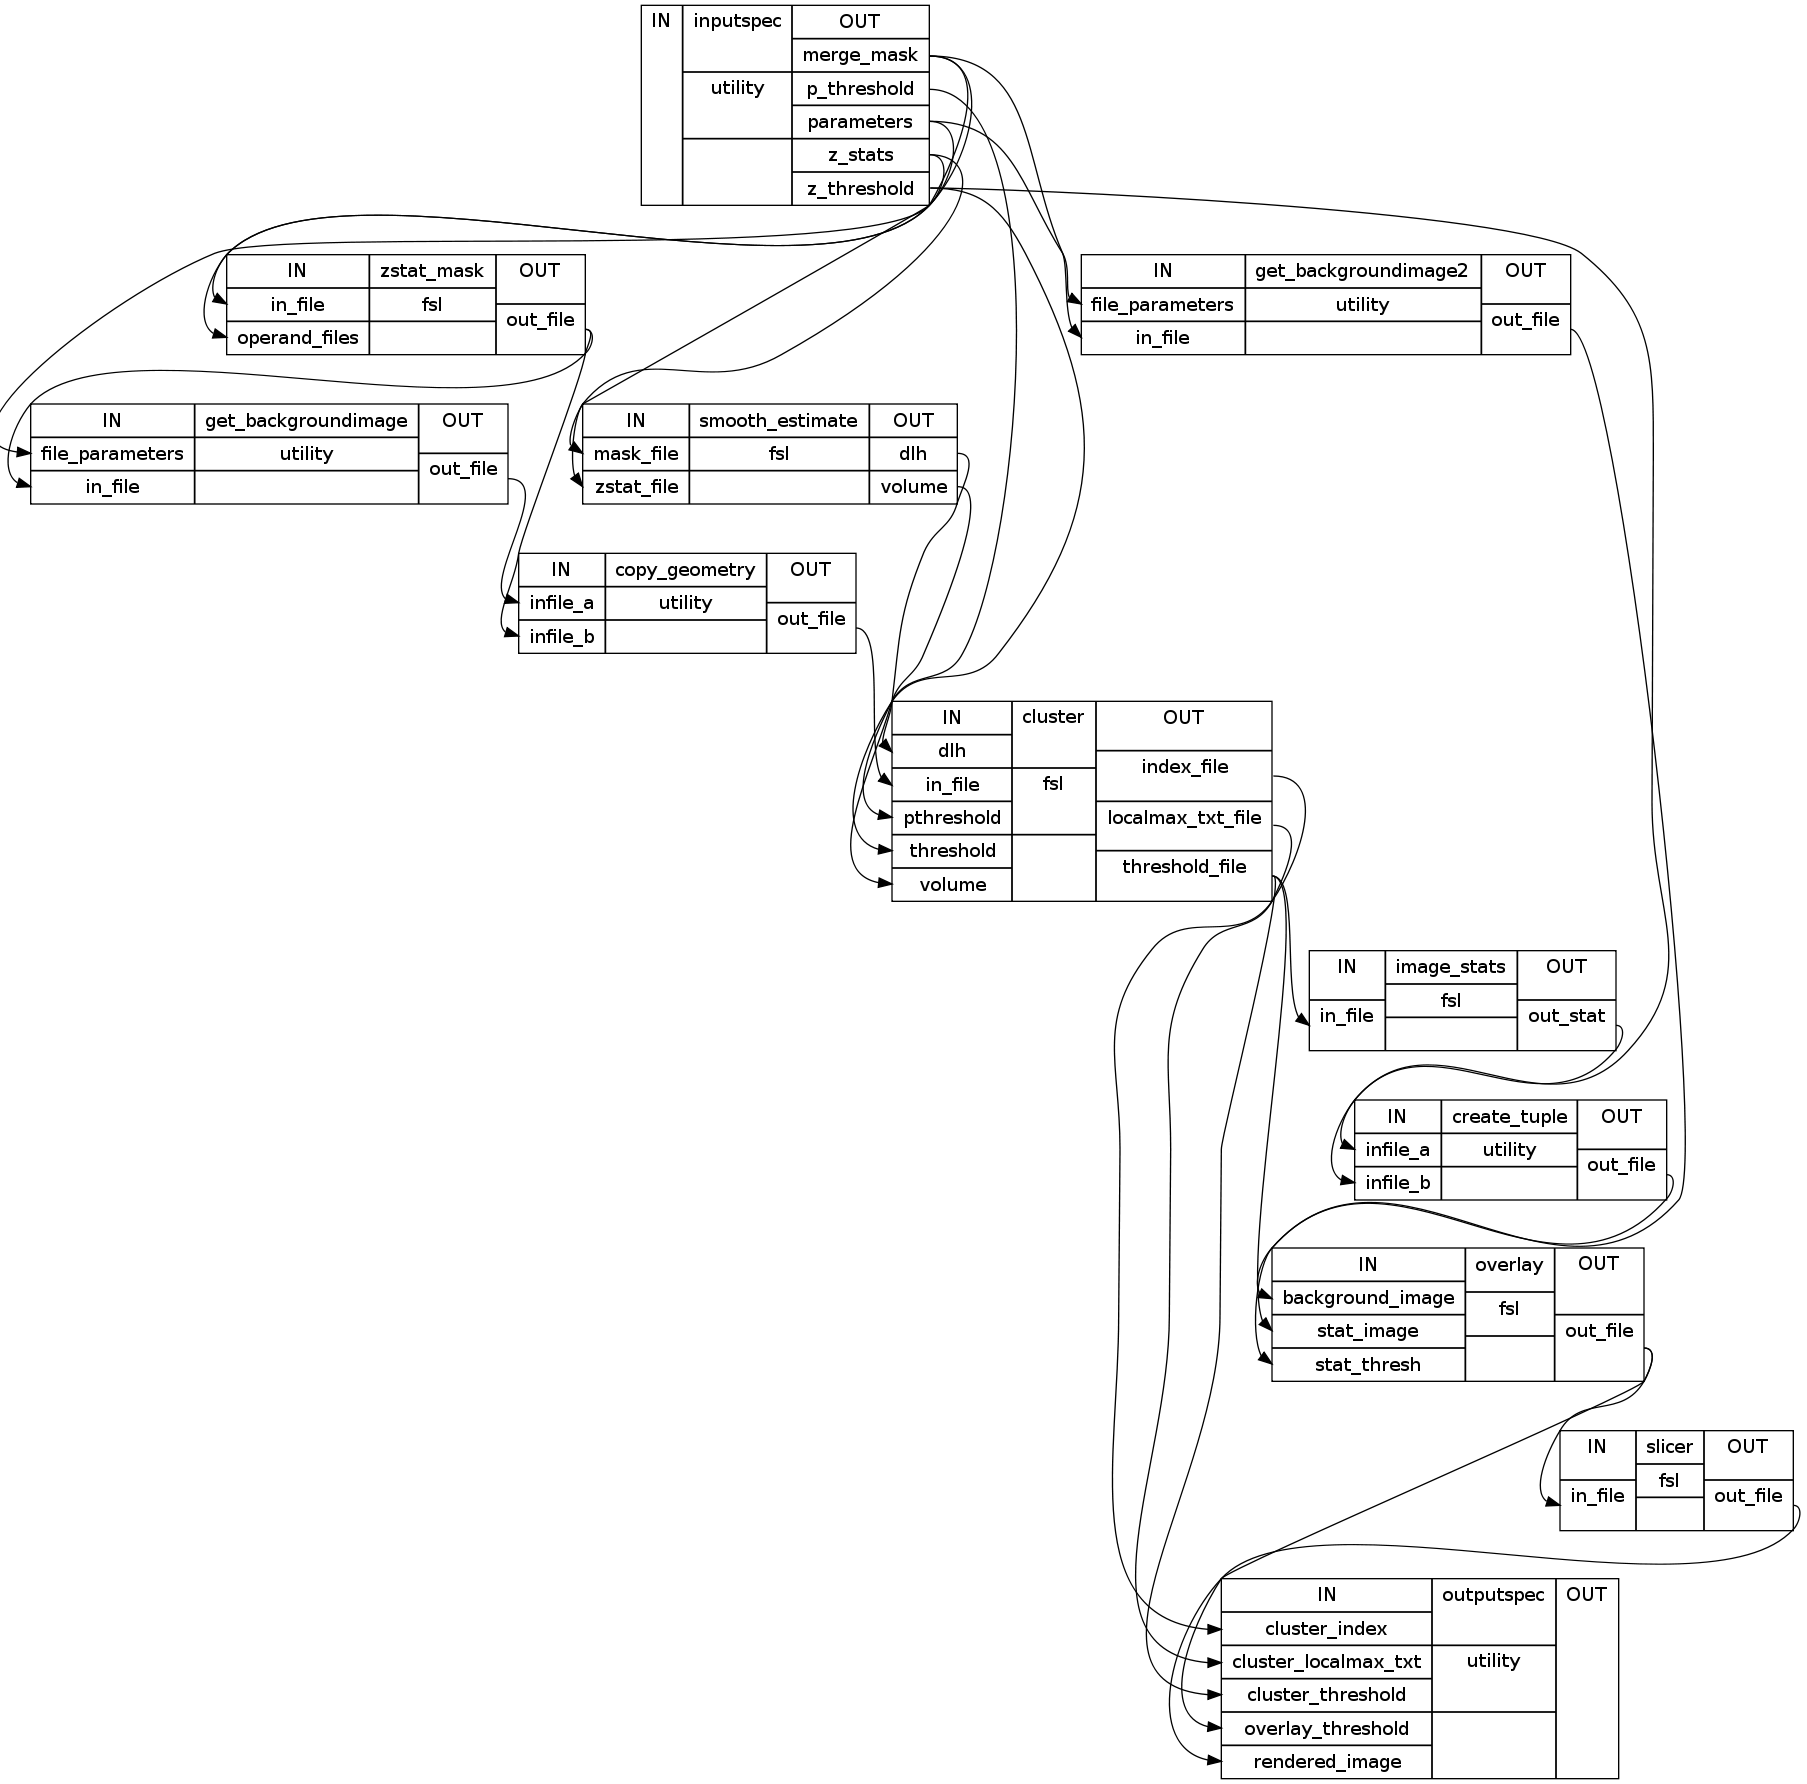 IN inputspec OUT
merge_mask
utility p_threshold
parameters
z_stats
z_threshold
IN zstat_mask OUT
in_file fsl out_file
operand_files
IN get_backgroundimage2 OUT
file_parameters utility out_file
in_file
IN get_backgroundimage OUT
file_parameters utility out_file
in_file
IN smooth_estimate OUT
mask_file fsl dlh
zstat_file volume
IN copy_geometry OUT
infile_a utility out_file
infile_b
IN cluster OUT
dlh index_file
in_file fsl
pthreshold localmax_txt_file
threshold threshold_file
volume
IN image_stats OUT
fsl
in_file out_stat
IN create_tuple OUT
infile_a utility out_file
infile_b
IN overlay OUT
background_image fsl
stat_image out_file
stat_thresh
IN slicer OUT
fsl
in_file out_file
IN outputspec OUT
cluster_index
cluster_localmax_txt utility
cluster_threshold
overlay_threshold
rendered_image